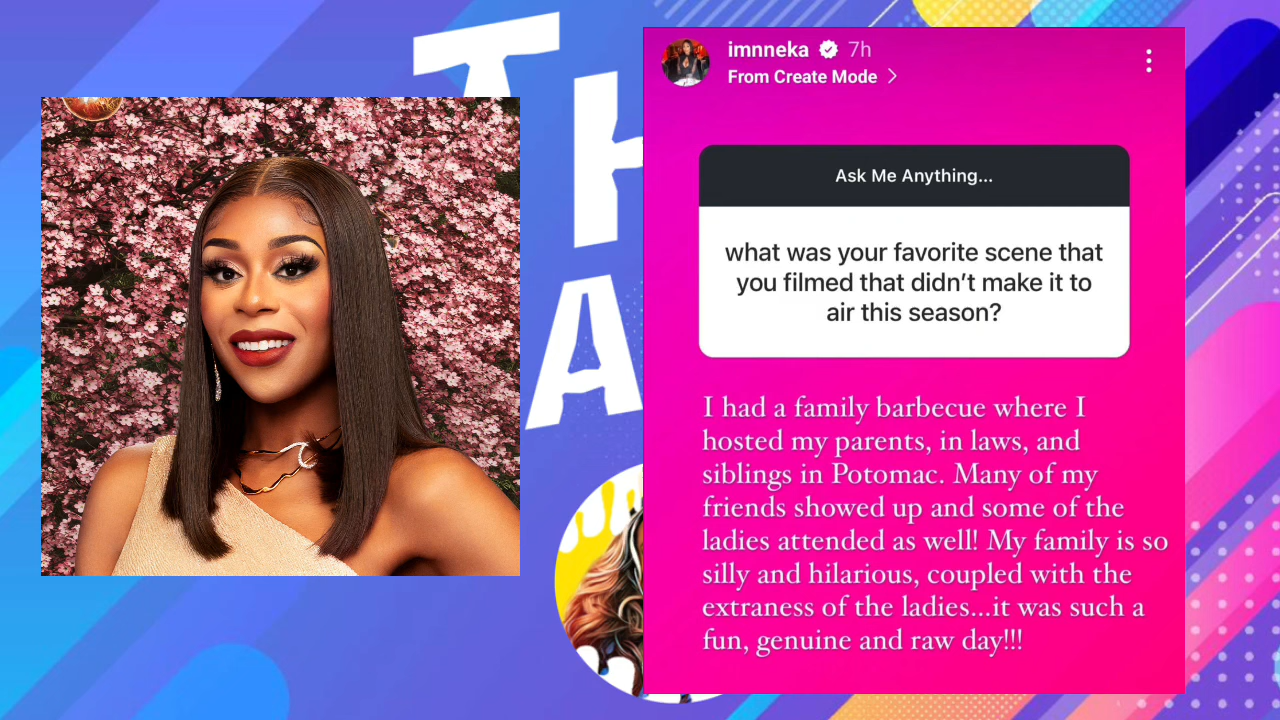 TH
A
imnneka 7h
From Create Mode
Ask Me Anything...
what was your favorite scene that
you filmed that didn’t make it to
air this season?
I had a family barbecue where I
hosted my parents, in laws, and
siblings in Potomac. Many of my
friends showed up and some of the
ladies attended as well! My family is so
silly and hilarious, coupled with the
extraness of the ladies...it was such a
fun, genuine and raw day!!!